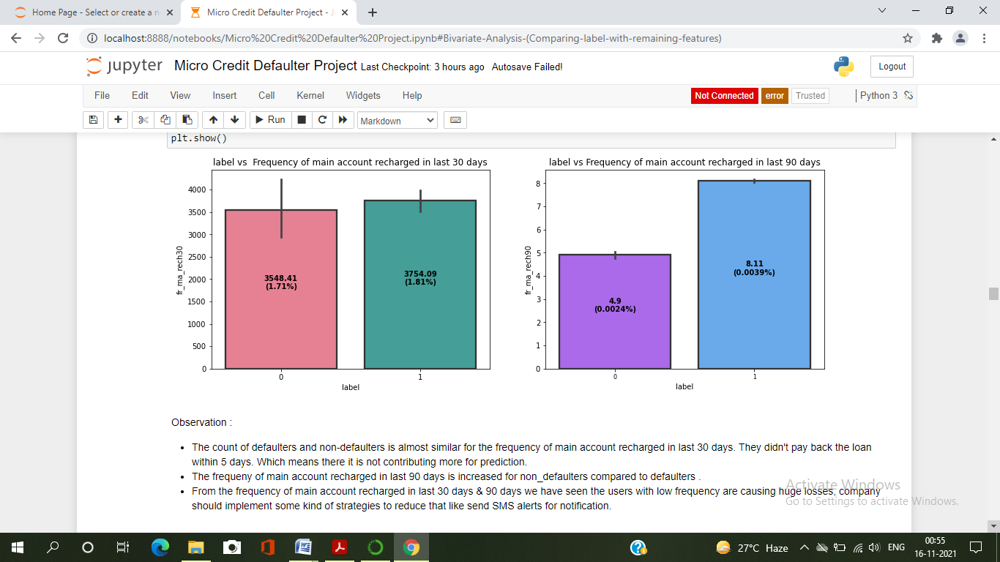 Home Page - Select or create a n
Micro Credit Defaulter Project - J
localhost:8888/notebooks/Micro%20Credit%20Defaulter%20Project.ipynb#Bivariate-Analysis-(Comparing-label-with-remaining-features)
jupyter Micro Credit Defaulter Project Last Checkpoint: 3 hours ago Autosave Failed!
Logout
File Edit View Insert Cell Kernel Widgets Help
Not Connected error Trusted Python 3
Run Markdown
plt.show()
label vs  Frequency of main account recharged in last 30 days
fr_ma_rech30
4000
3500
3000
2500
2000
1500
1000
500
0
3548.41
(1.71%)
3754.09
(1.81%)
0 1
label
label vs Frequency of main account recharged in last 90 days
fr_ma_rech90
8
7
6
5
4
3
2
1
0
4.9
(0.0024%)
8.11
(0.0039%)
0 1
label
Observation :
• The count of defaulters and non-defaulters is almost similar for the frequency of main account recharged in last 30 days. They didn't pay back the loan
within 5 days. Which means there it is not contributing more for prediction.
• The frequeny of main account recharged in last 90 days is increased for non_defaulters compared to defaulters .
• From the frequency of main account recharged in last 30 days & 90 days we have seen the users with low frequency are causing huge losses, company
should implement some kind of strategies to reduce that like send SMS alerts for notification.
Activate Windows
Go to Settings to activate Windows.
27°C Haze
ENG
00:55
16-11-2021